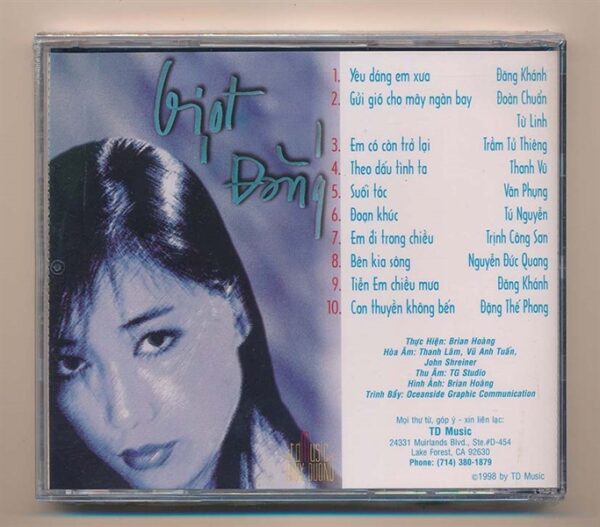 Giọt
Đắng
1. Yêu dáng em xưa Đăng Khánh
2. Gửi gió cho mây ngàn bay Đoàn Chuẩn
Từ Linh
3. Em có còn trở lại Trầm Tử Thiêng
4. Theo dấu tình ta Thanh Vũ
5. Suối tóc Văn Phụng
6. Đoạn khúc Tú Nguyễn
7. Em đi trong chiều Trịnh Công Sơn
8. Bên kia sông Nguyễn Đức Quang
9. Tiễn Em chiều mưa Đăng Khánh
10. Con thuyền không bến Đặng Thế Phong
Thực Hiện: Brian Hoàng
Hòa Âm: Thanh Lâm, Vũ Anh Tuấn,
John Shreiner
Thu Âm: TG Studio
Hình Ảnh: Brian Hoàng
Trình Bầy: Oceanside Graphic Communication
Mọi thư từ, góp ý - xin liên lạc:
TD Music
24331 Muirlands Blvd., Ste.#D-454
Lake Forest, CA 92630
Phone: (714) 380-1879
©1998 by TD Music
TD MUSIC